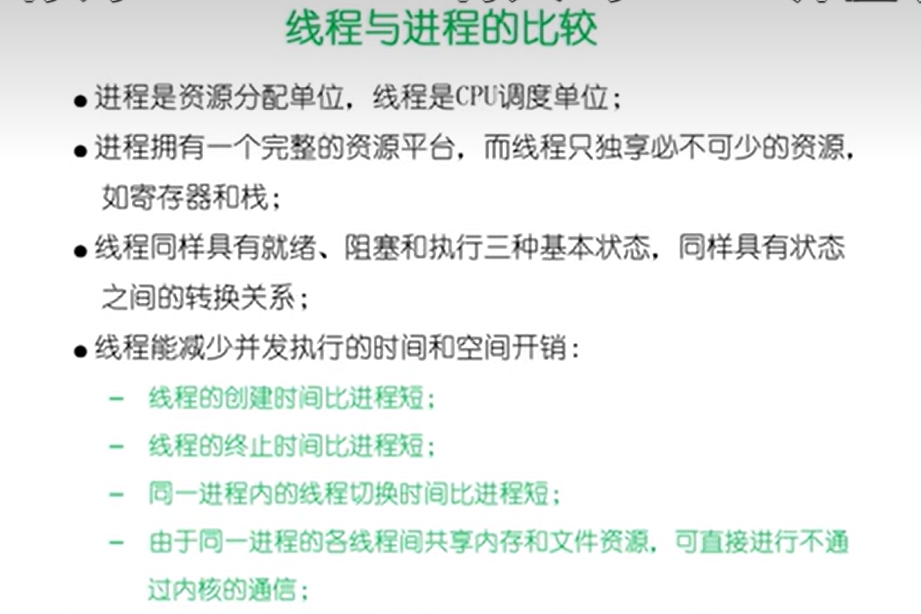 线程与进程的比较
● 进程是资源分配单位，线程是CPU调度单位；
● 进程拥有一个完整的资源平台，而线程只独享必不可少的资源，
如寄存器和栈；
● 线程同样具有就绪、阻塞和执行三种基本状态，同样具有状态
之间的转换关系；
● 线程能减少并发执行的时间和空间开销：
– 线程的创建时间比进程短；
– 线程的终止时间比进程短；
– 同一进程内的线程切换时间比进程短；
– 由于同一进程的各线程间共享内存和文件资源，可直接进行不通
过内核的通信；